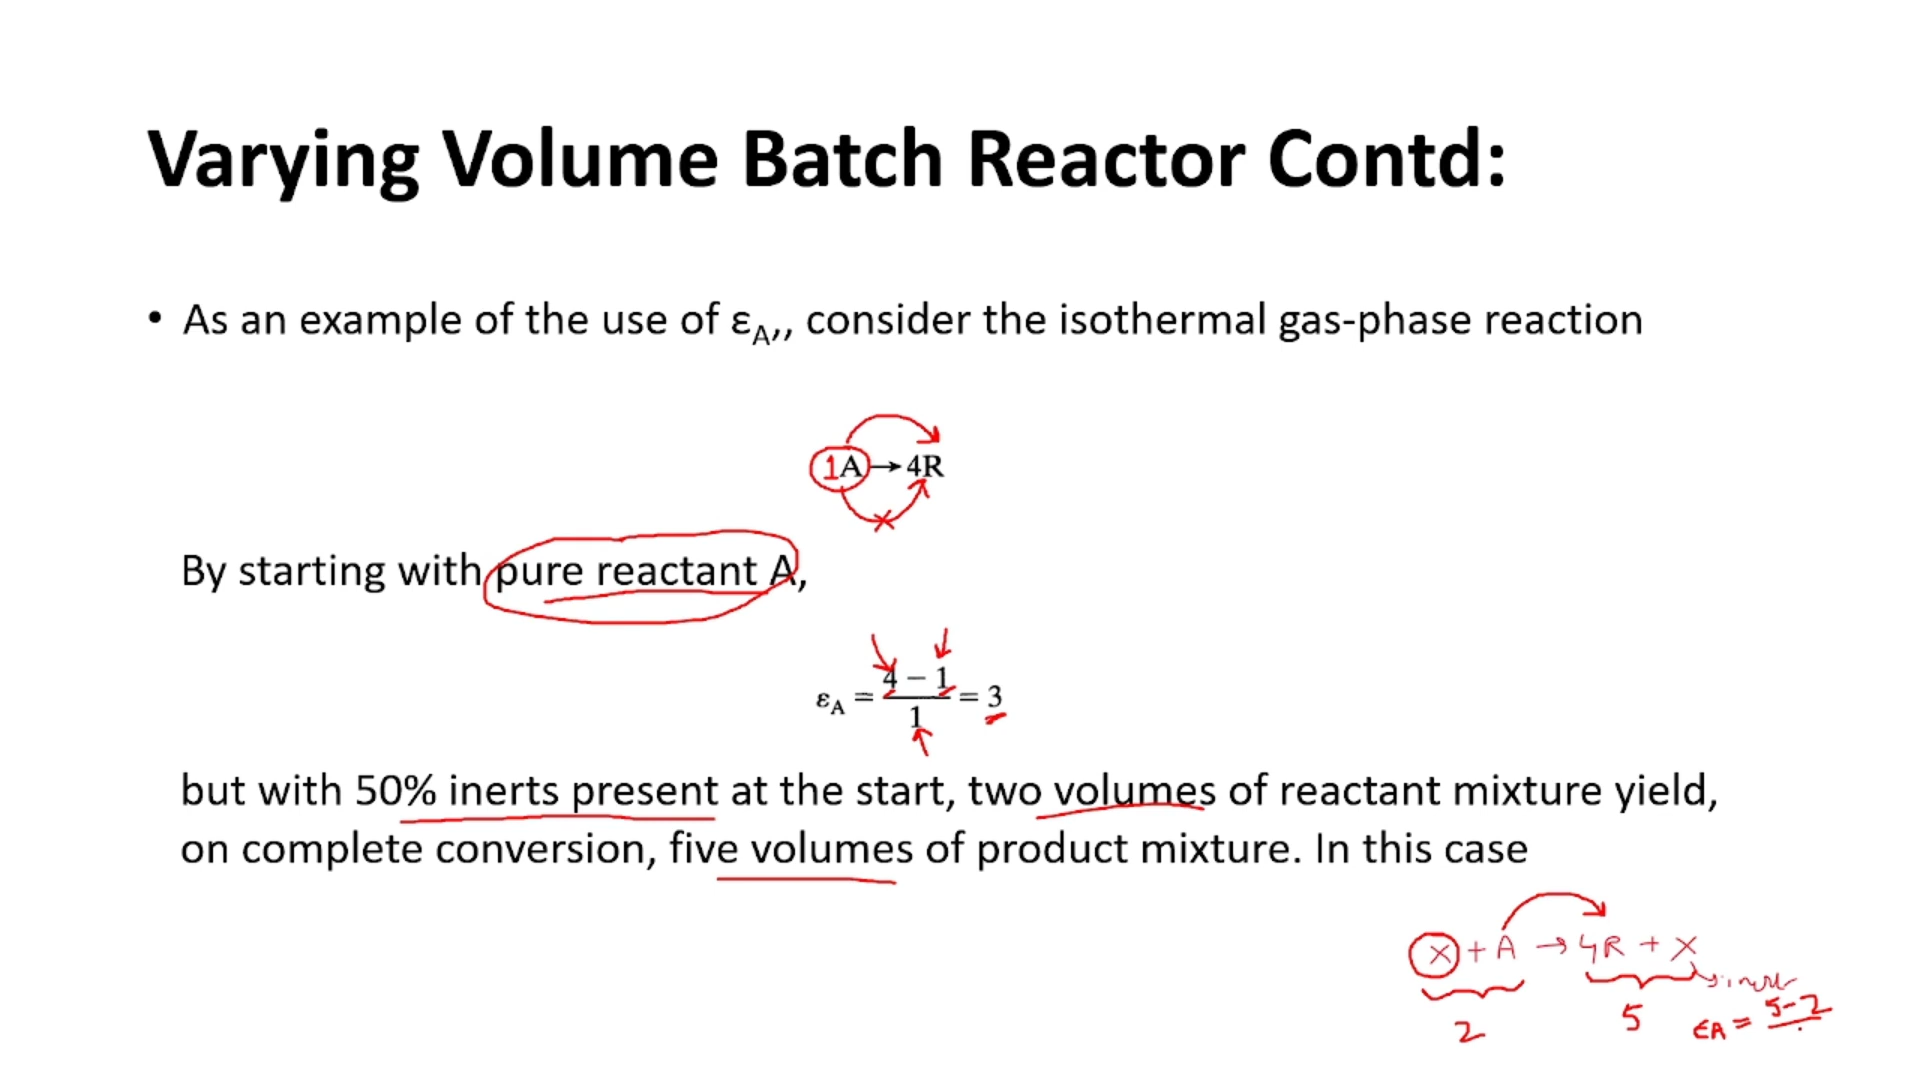 Varying Volume Batch Reactor Contd:
• As an example of the use of εA,, consider the isothermal gas-phase reaction
1A → 4R
By starting with pure reactant A,
εA = (4 − 1)/1 = 3
but with 50% inerts present at the start, two volumes of reactant mixture yield,
on complete conversion, five volumes of product mixture. In this case
X + A → 4R + X
inert
2
5
εA = 5-2